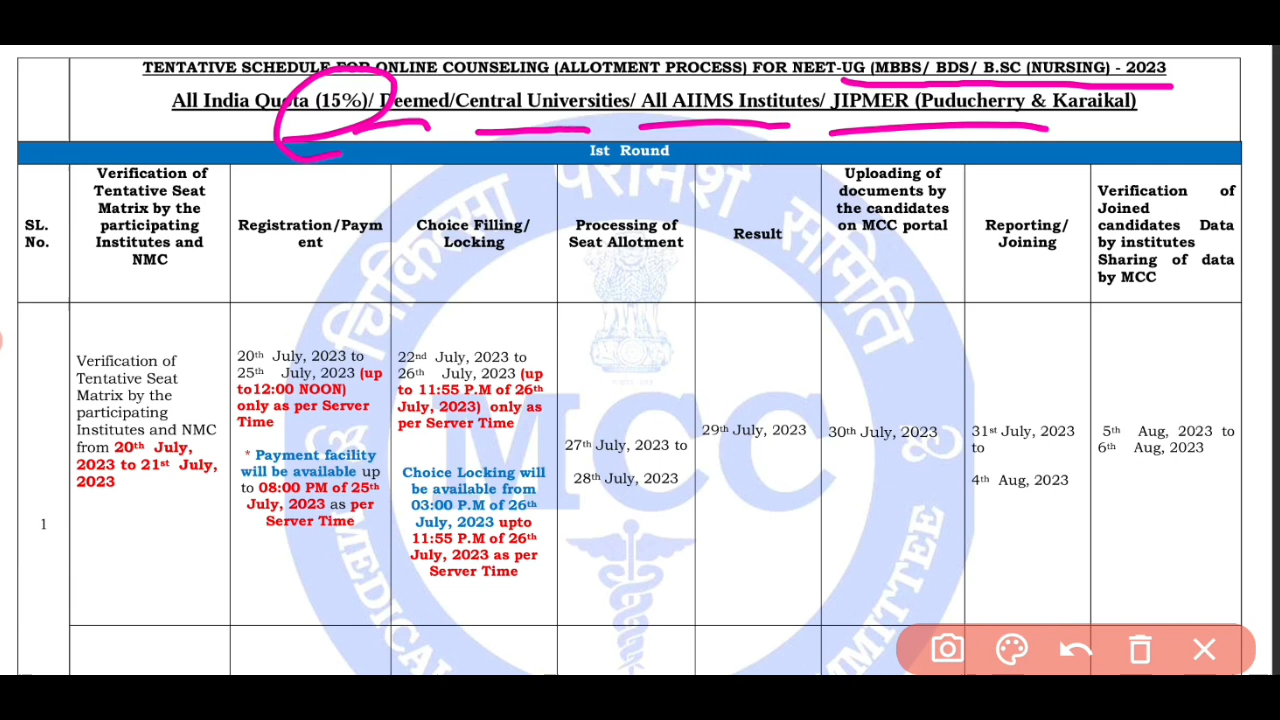 TENTATIVE SCHEDULE FOR ONLINE COUNSELING (ALLOTMENT PROCESS) FOR NEET-UG (MBBS/ BDS/ B.SC (NURSING) - 2023
All India Quota (15%)/ Deemed/Central Universities/ All AIIMS Institutes/ JIPMER (Puducherry & Karaikal)
Ist Round
SL.
No.
Verification of
Tentative Seat
Matrix by the
participating
Institutes and
NMC
Registration/Paym
ent
Choice Filling/
Locking
Processing of
Seat Allotment
Result
Uploading of
documents by
the candidates
on MCC portal
Reporting/
Joining
Verification of
Joined
candidates Data
by institutes
Sharing of data
by MCC
1
Verification of
Tentative Seat
Matrix by the
participating
Institutes and NMC
from 20th July,
2023 to 21st July,
2023
20th July, 2023 to
25th July, 2023 (up
to12:00 NOON)
only as per Server
Time
* Payment facility
will be available up
to 08:00 PM of 25th
July, 2023 as per
Server Time
22nd July, 2023 to
26th July, 2023 (up
to 11:55 P.M of 26th
July, 2023) only as
per Server Time
Choice Locking will
be available from
03:00 P.M of 26th
July, 2023 upto
11:55 P.M of 26th
July, 2023 as per
Server Time
27th July, 2023 to
28th July, 2023
29th July, 2023
30th July, 2023
31st July, 2023
to
4th Aug, 2023
5th Aug, 2023 to
6th Aug, 2023
चिकित्सा परामर्श समिति
MCC
MEDICAL
COMMITTEE